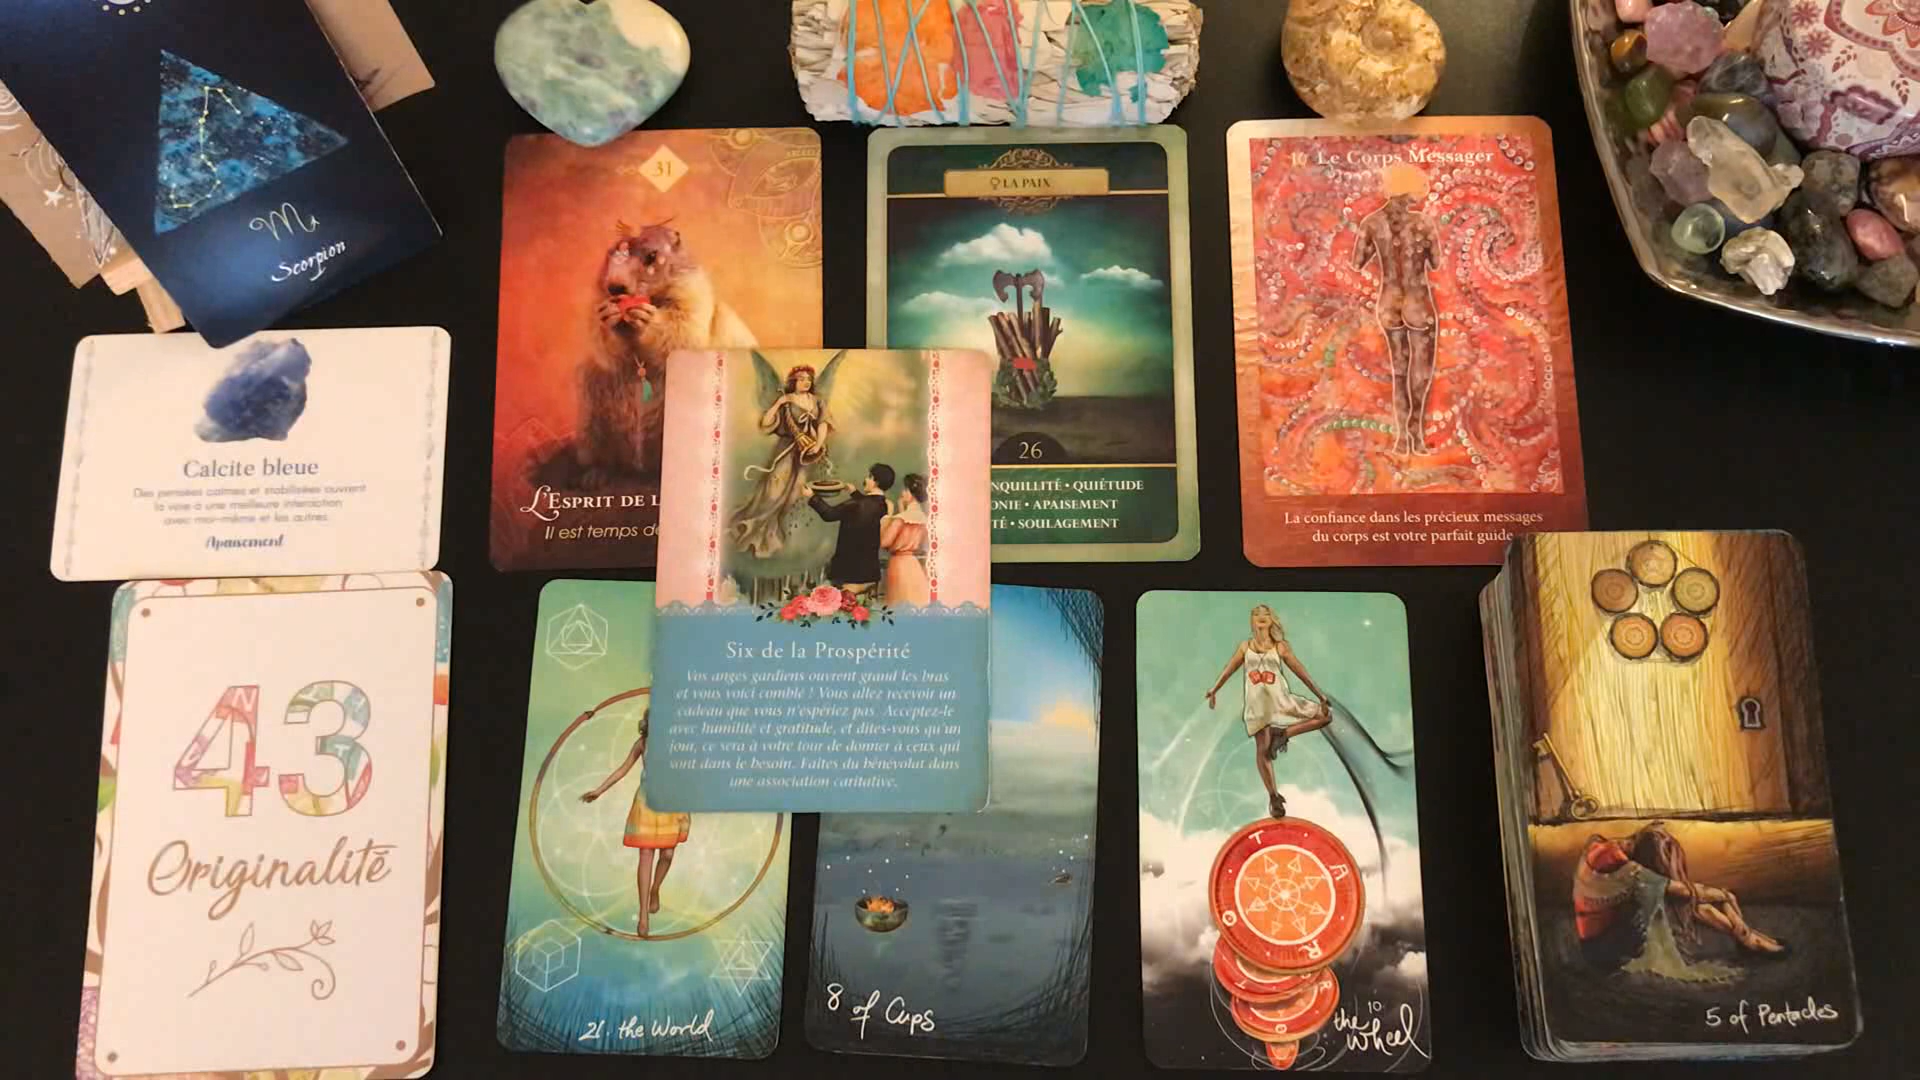 Scorpion
31
L'ESPRIT DE L
Il est temps de
♀ LA PAIX
26
NQUILLITÉ • QUIÉTUDE
ONIE • APAISEMENT
TÉ • SOULAGEMENT
10 Le Corps Messager
La confiance dans les précieux messages
du corps est votre parfait guide
Calcite bleue
Des pensées calmes et stabilisées ouvrent
la voie à une meilleure interaction
avec moi-même et les autres.
Apaisement
Six de la Prospérité
Vos anges gardiens ouvrent grand les bras
et vous voici comblé ! Vous allez recevoir un
cadeau que vous n'espériez pas. Acceptez-le
avec humilité et gratitude, et dites-vous qu'un
jour, ce sera à votre tour de donner à ceux qui
sont dans le besoin. Faites du bénévolat dans
une association caritative.
43
Originalité
21. the World
8 of Cups
T A R O
10
the Wheel
5 of Pentacles